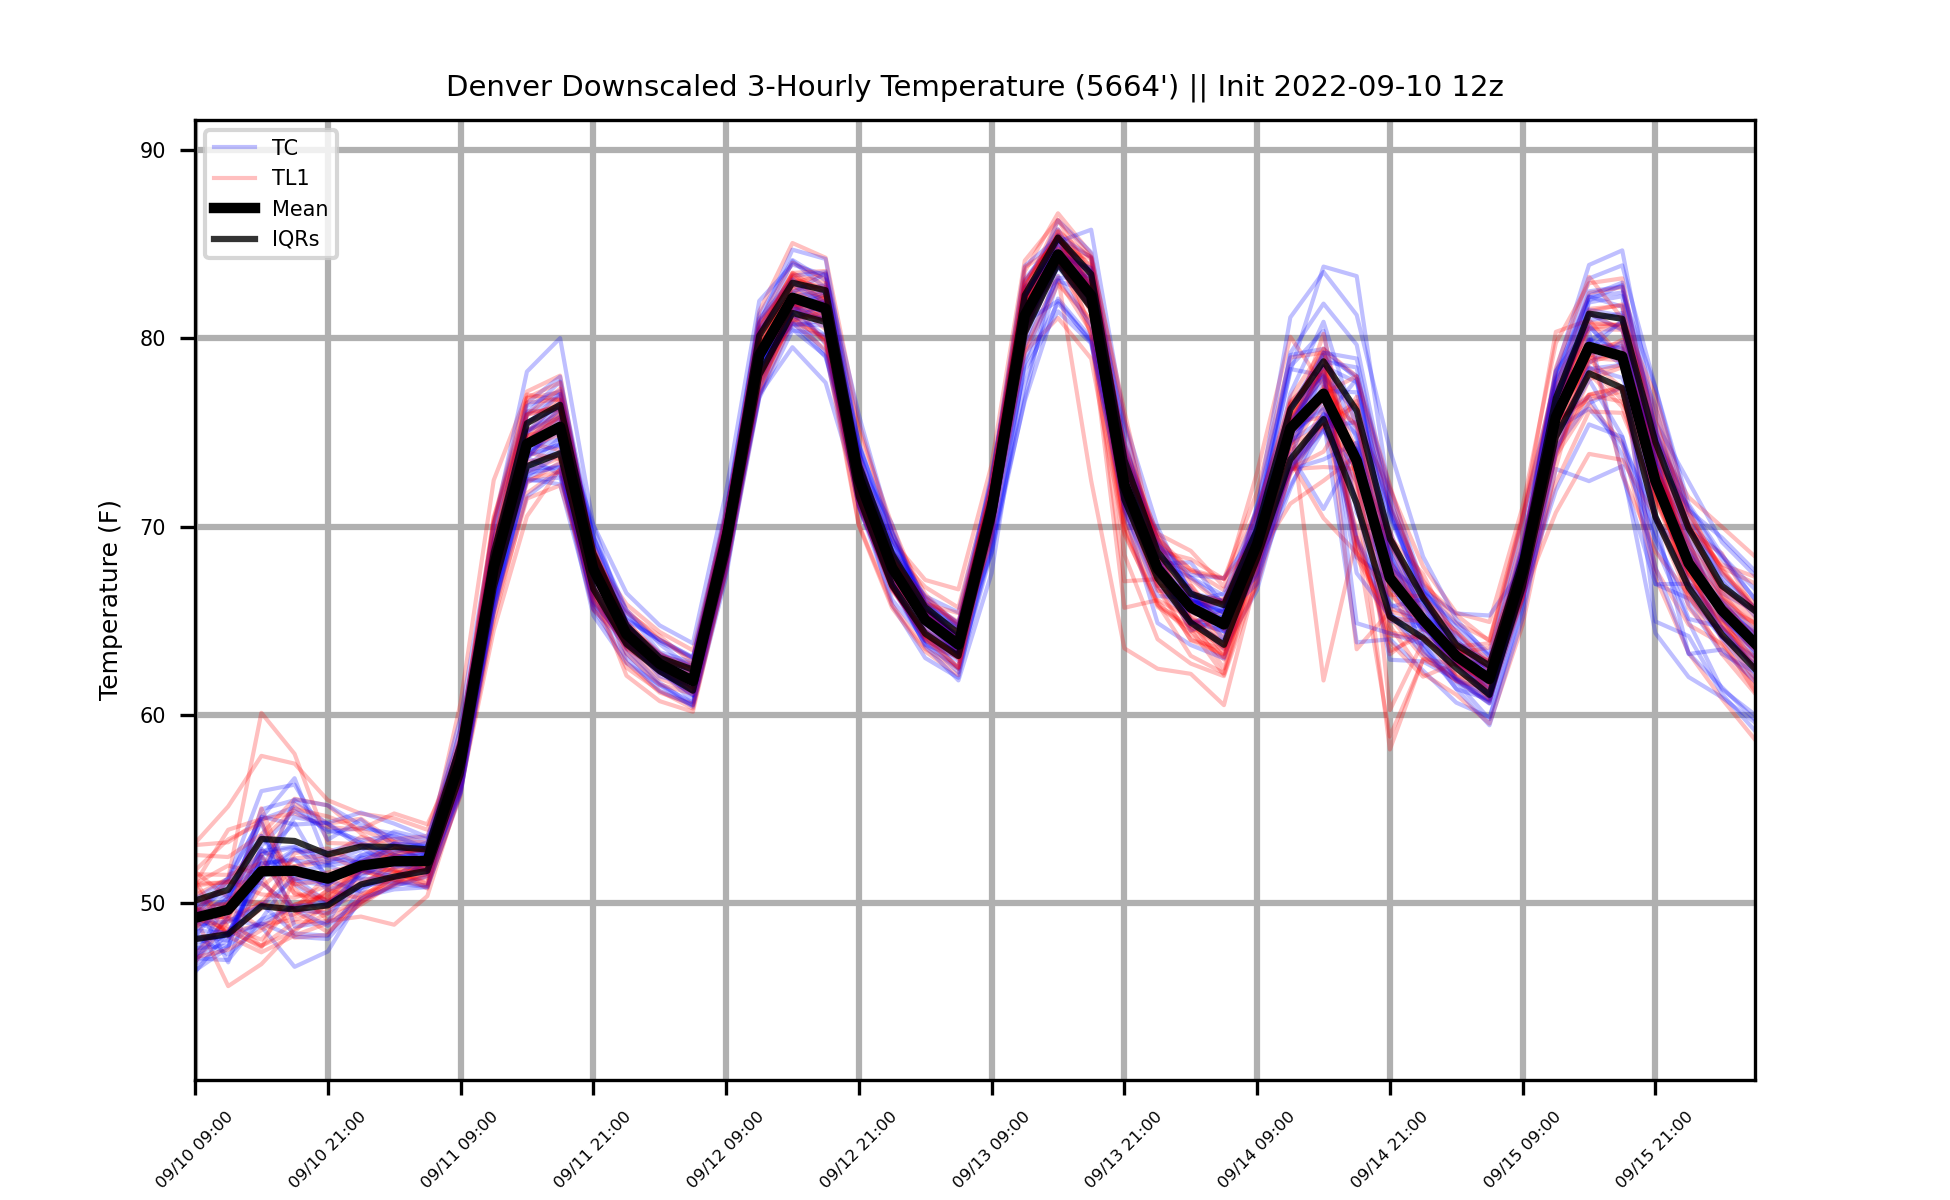 Denver Downscaled 3-Hourly Temperature (5664') || Init 2022-09-10 12z
TC
TL1
Mean
IQRs
Temperature (F)
90
80
70
60
50
09/10 09:00
09/10 21:00
09/11 09:00
09/11 21:00
09/12 09:00
09/12 21:00
09/13 09:00
09/13 21:00
09/14 09:00
09/14 21:00
09/15 09:00
09/15 21:00